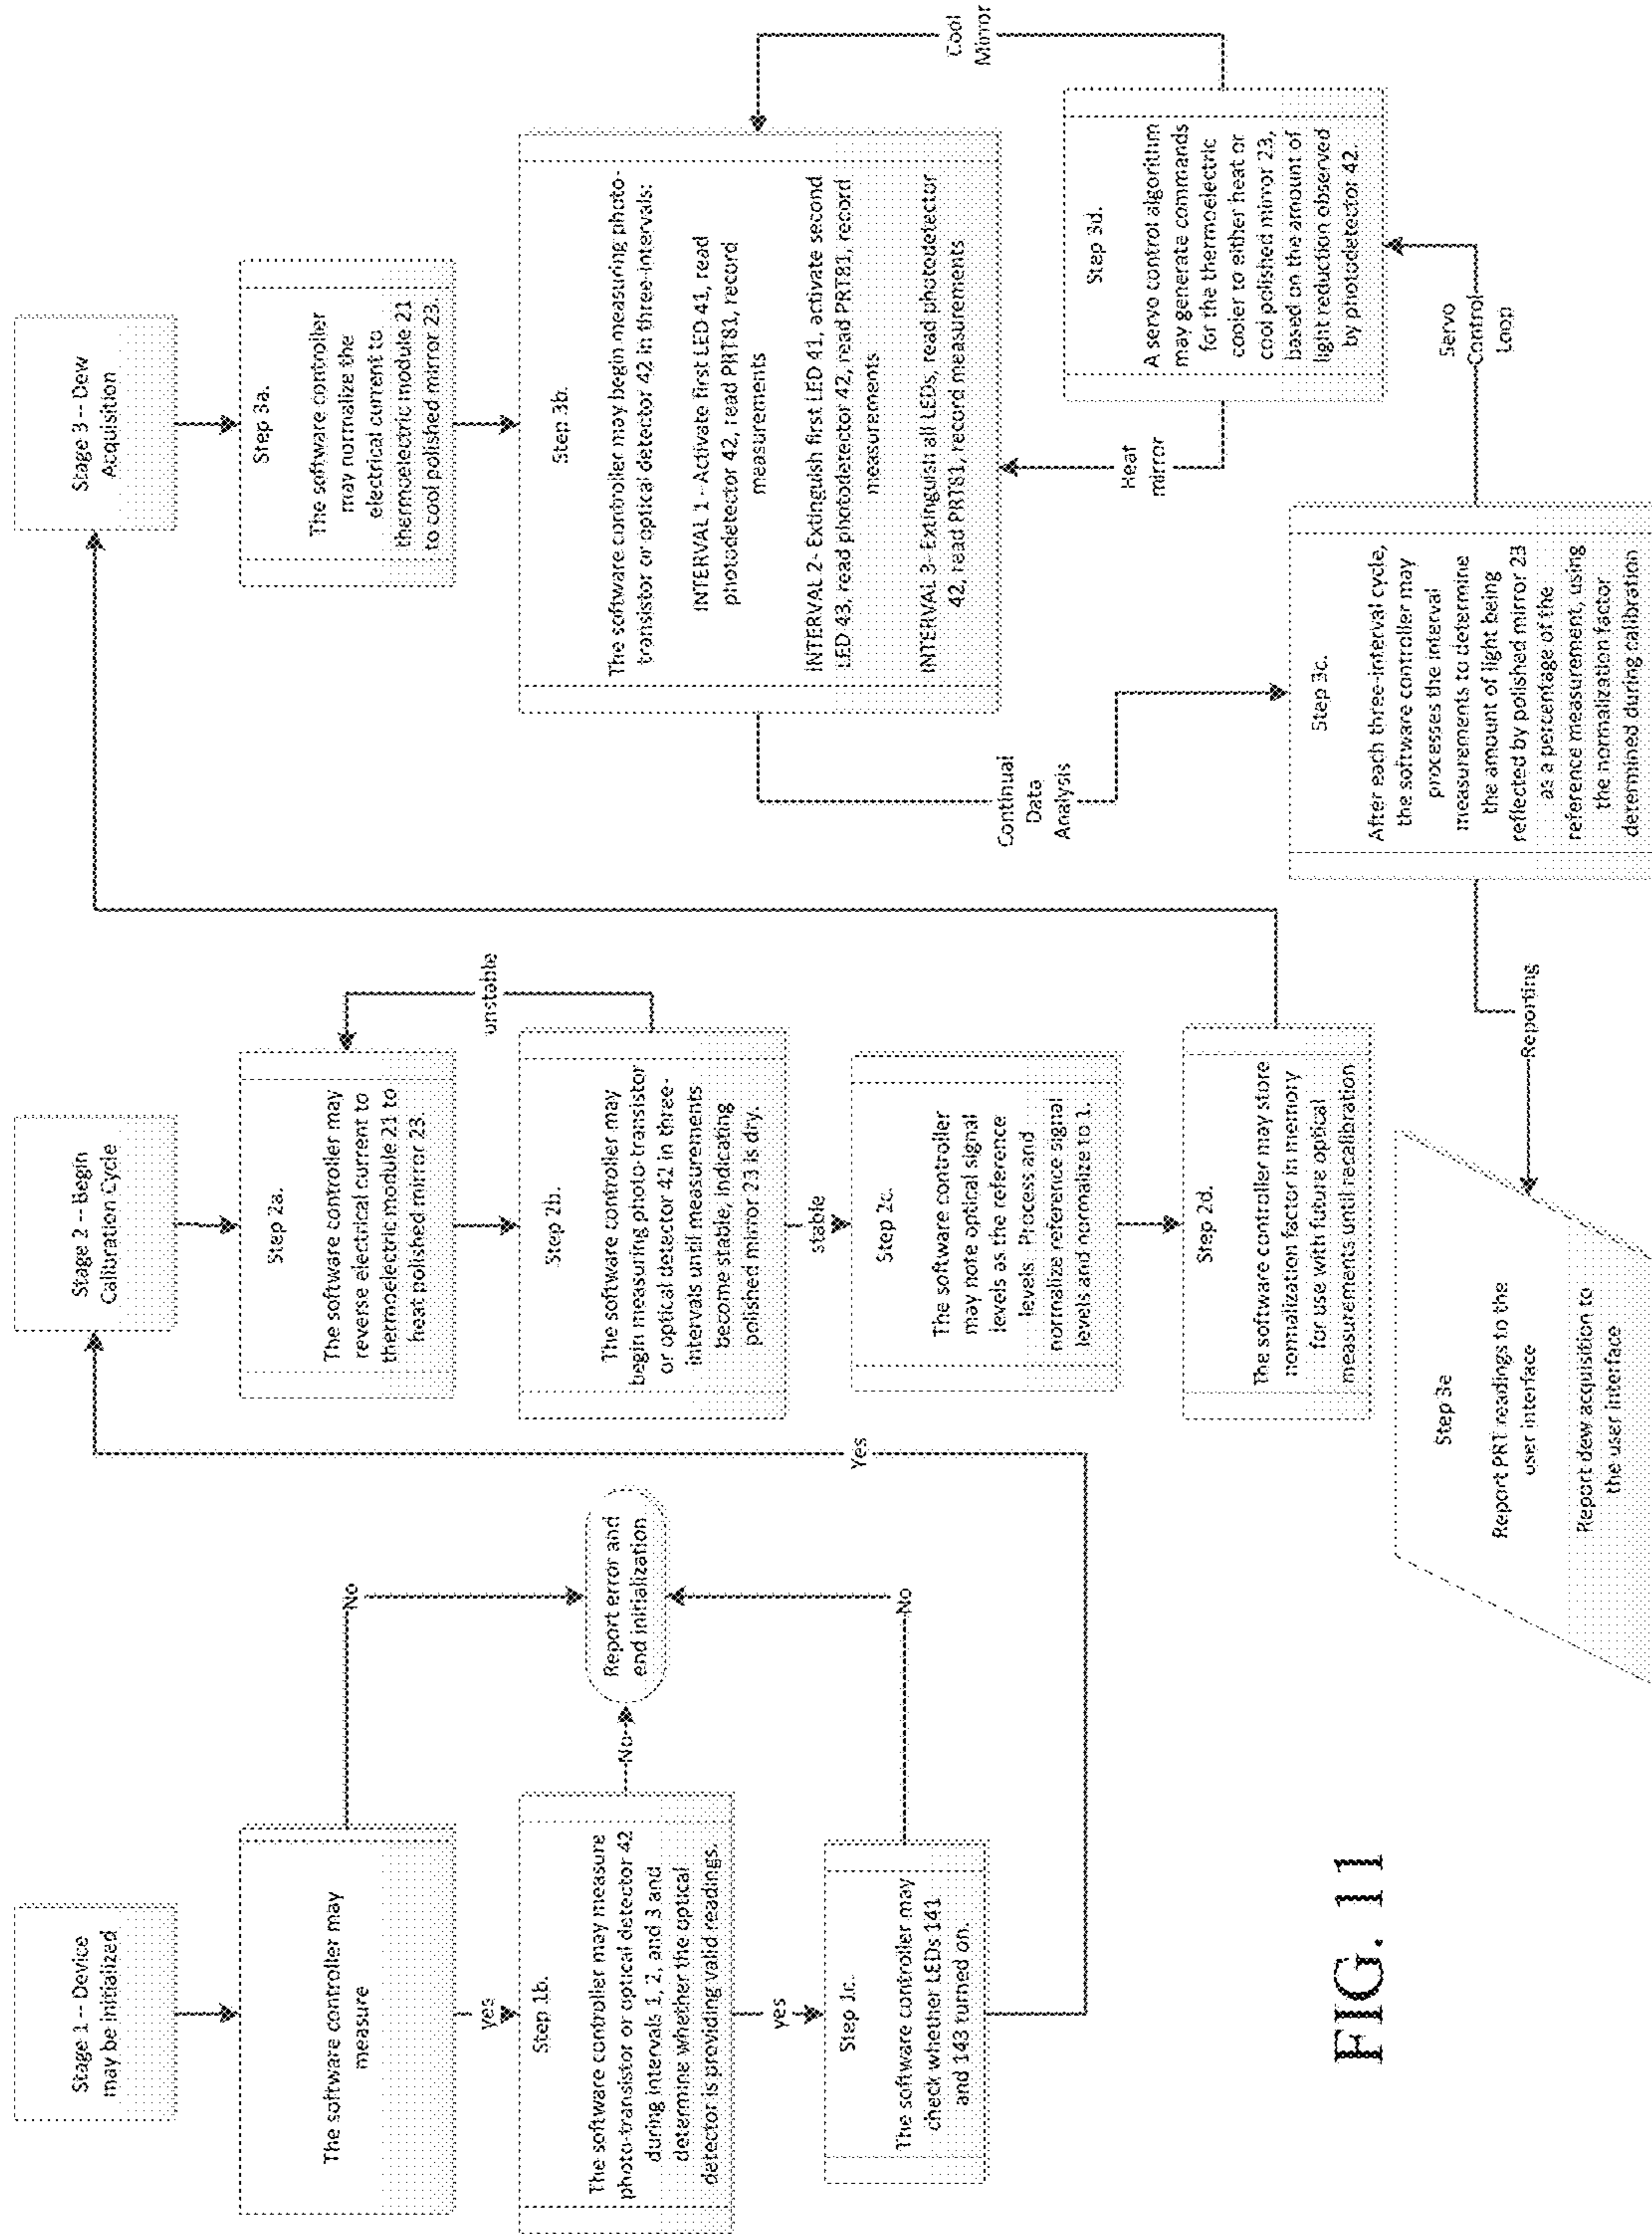 Stage 1 -- Device
may be initialized
The software controller may
measure
No
yes
Step 1b.
The software controller may measure
photo-transistor or optical detector 42
during intervals 1, 2, and 3 and
determine whether the optical
detector is providing valid readings.
No
yes
Step 1c.
The software controller may
check whether LEDs 141
and 143 turned on.
No
Report error and
end initialization
Yes
Stage 2 -- Begin
Calibration Cycle
Step 2a.
The software controller may
reverse electrical current to
thermoelectric module 21 to
heat polished mirror 23.
unstable
Step 2b.
The software controller may
begin measuring photo-transistor
or optical detector 42 in three-
intervals until measurements
become stable, indicating
polished mirror 23 is dry.
stable
Step 2c.
The software controller
may note optical signal
levels as the reference
levels. Process and
normalize reference signal
levels and normalize to 1.
Step 2d.
The software controller may store
normalization factor in memory
for use with future optical
measurements until recalibration
Stage 3 -- Dew
Acquisition
Step 3a.
The software controller
may normalize the
electrical current to
thermoelectric module 21
to cool polished mirror 23.
Step 3b.
The software controller may begin measuring photo-
transistor or optical detector 42 in three-intervals:
INTERVAL 1 - Activate first LED 41, read
photodetector 42, read PRT81, record
measurements
INTERVAL 2- Extinguish first LED 41, activate second
LED 43, read photodetector 42, read PRT81, record
measurements
INTERVAL 3- Extinguish all LEDs, read photodetector
42, read PRT81, record measurements
Cool
Mirror
Heat
mirror
Continual
Data
Analysis
Step 3d.
A servo control algorithm
may generate commands
for the thermoelectric
cooler to either heat or
cool polished mirror 23,
based on the amount of
light reduction observed
by photodetector 42.
Servo
Control
Loop
Step 3c.
After each three-interval cycle,
the software controller may
processes the interval
measurements to determine
the amount of light being
reflected by polished mirror 23
as a percentage of the
reference measurement, using
the normalization factor
determined during calibration
Reporting
Step 3e
Report PRT readings to the
user interface
Report dew acquisition to
the user interface
FIG. 11